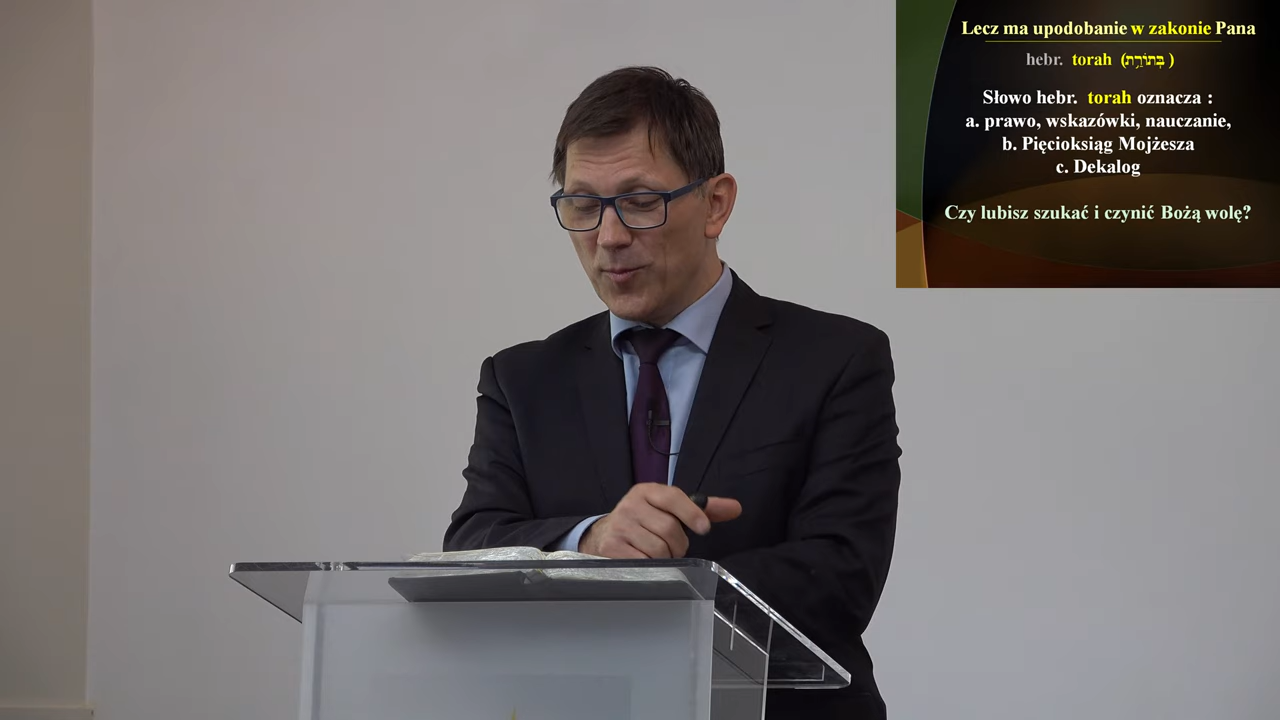 Lecz ma upodobanie w zakonie Pana
hebr. torah (בְּתוֹרַ֥ת)
Słowo hebr. torah oznacza :
a. prawo, wskazówki, nauczanie,
b. Pięcioksiąg Mojżesza
c. Dekalog
Czy lubisz szukać i czynić Bożą wolę?